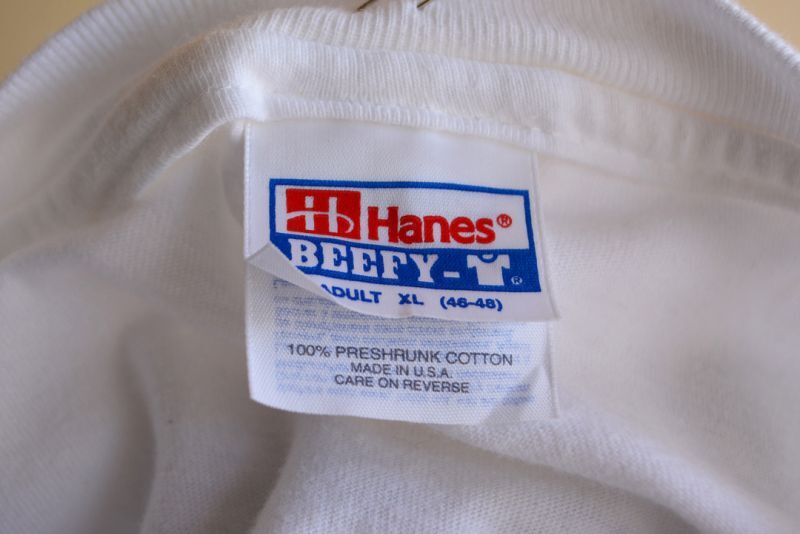 Hanes®
BEEFY-T®
ADULT XL (46-48)
100% PRESHRUNK COTTON
MADE IN U.S.A.
CARE ON REVERSE